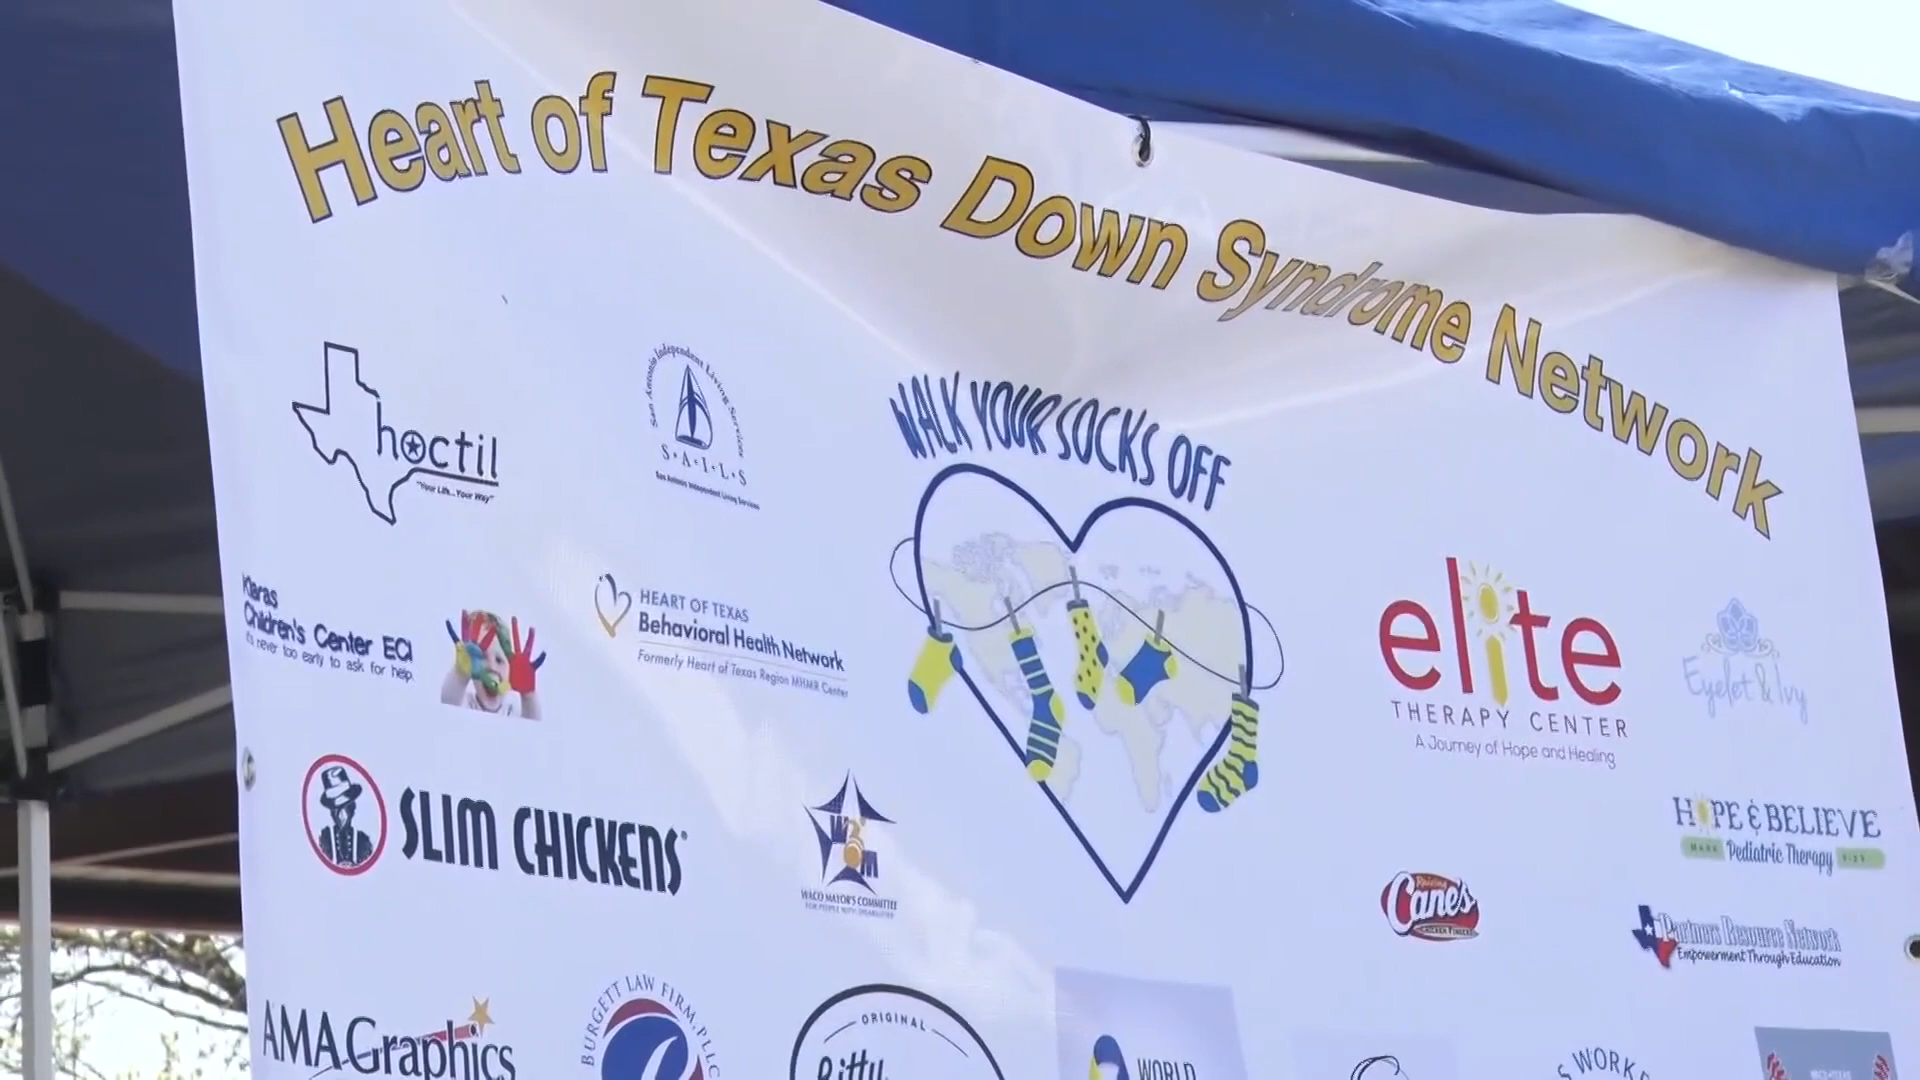 Heart of Texas Down Syndrome Network
hoctil
"Your Life...Your Way"
San Antonio Independent Living Services
S·A·I·L·S
San Antonio Independent Living Services
WALK YOUR SOCKS OFF
Klaras
Children's Center ECI
It's never too early to ask for help.
HEART OF TEXAS
Behavioral Health Network
Formerly Heart of Texas Region MHMR Center
elite
THERAPY CENTER
A Journey of Hope and Healing
Eyelet & Ivy
SLIM CHICKENS
WACO MAYOR'S COMMITTEE
FOR PEOPLE WITH DISABILITIES
Raising
Cane's
CHICKEN FINGERS
HOPE & BELIEVE
Pediatric Therapy
Partners Resource Network
Empowerment Through Education
AMA Graphics
BURGETT LAW FIRM, PLLC
ORIGINAL
Bitty
WORLD